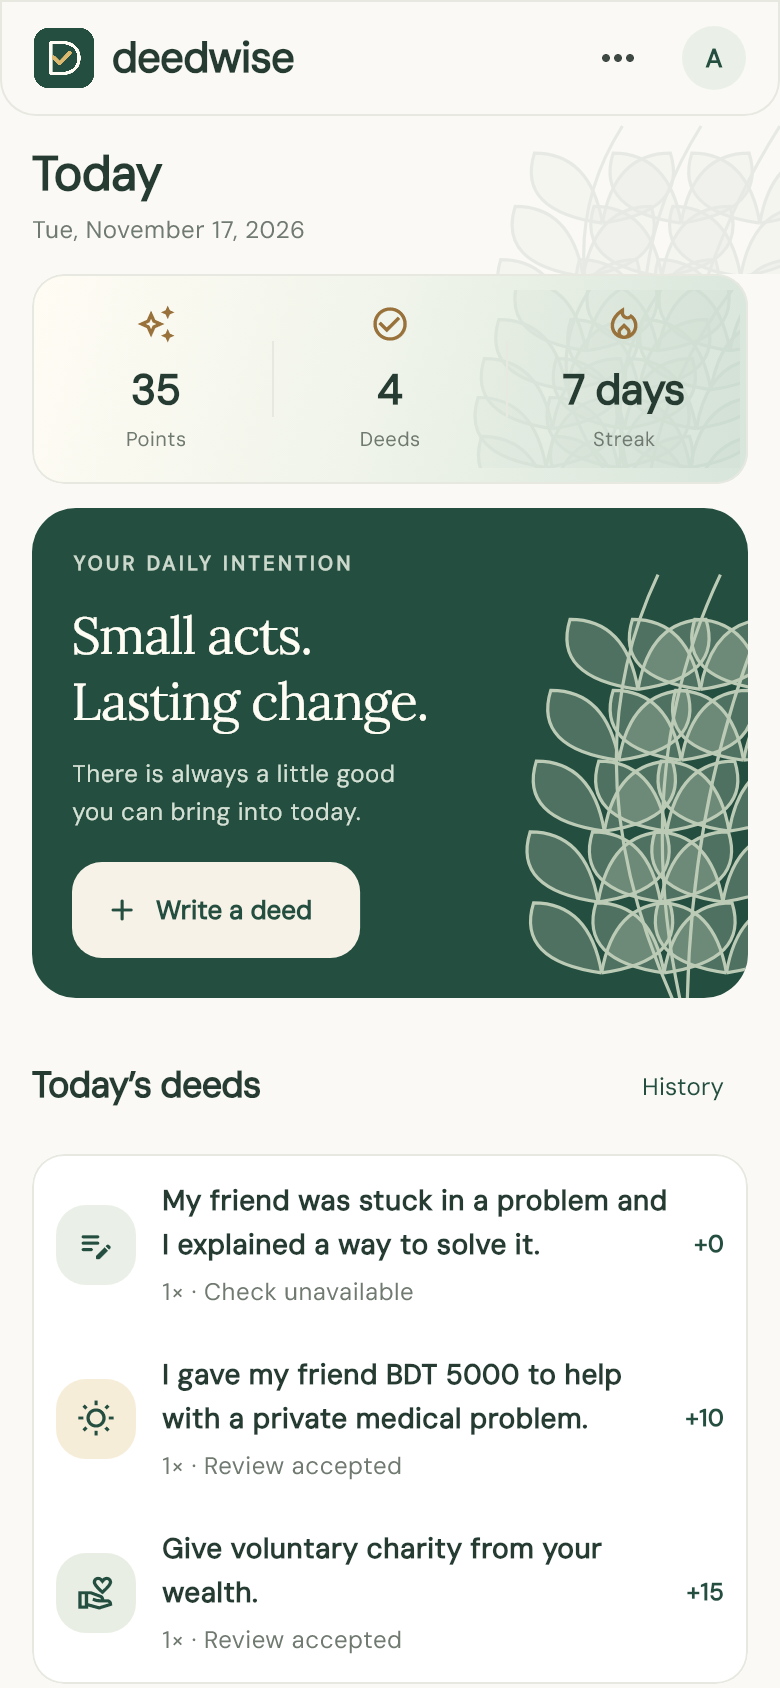 deedwise
A
Today
Tue, November 17, 2026
35
Points
4
Deeds
7 days
Streak
YOUR DAILY INTENTION
Small acts.
Lasting change.
There is always a little good
you can bring into today.
+ Write a deed
Today’s deeds
History
My friend was stuck in a problem and
I explained a way to solve it.
+0
1× · Check unavailable
I gave my friend BDT 5000 to help
with a private medical problem.
+10
1× · Review accepted
Give voluntary charity from your
wealth.
+15
1× · Review accepted